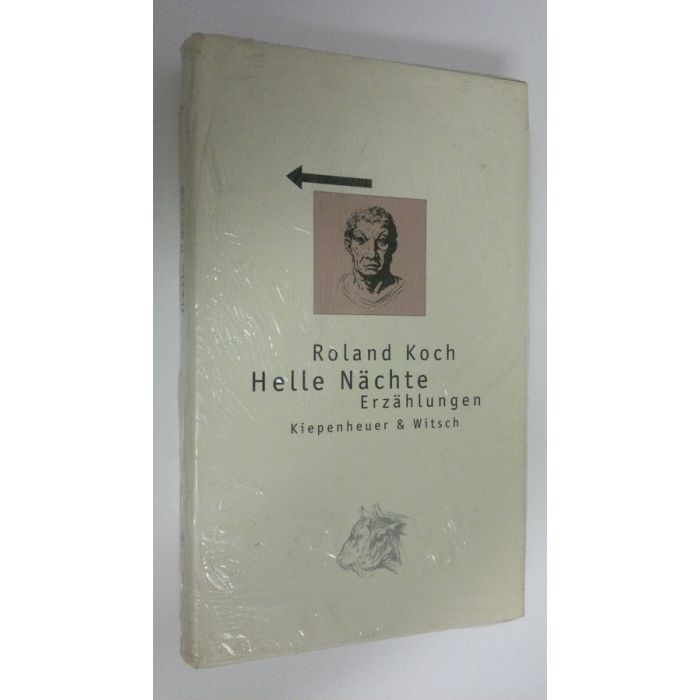 Roland Koch
Helle Nächte
Erzählungen
Kiepenheuer & Witsch